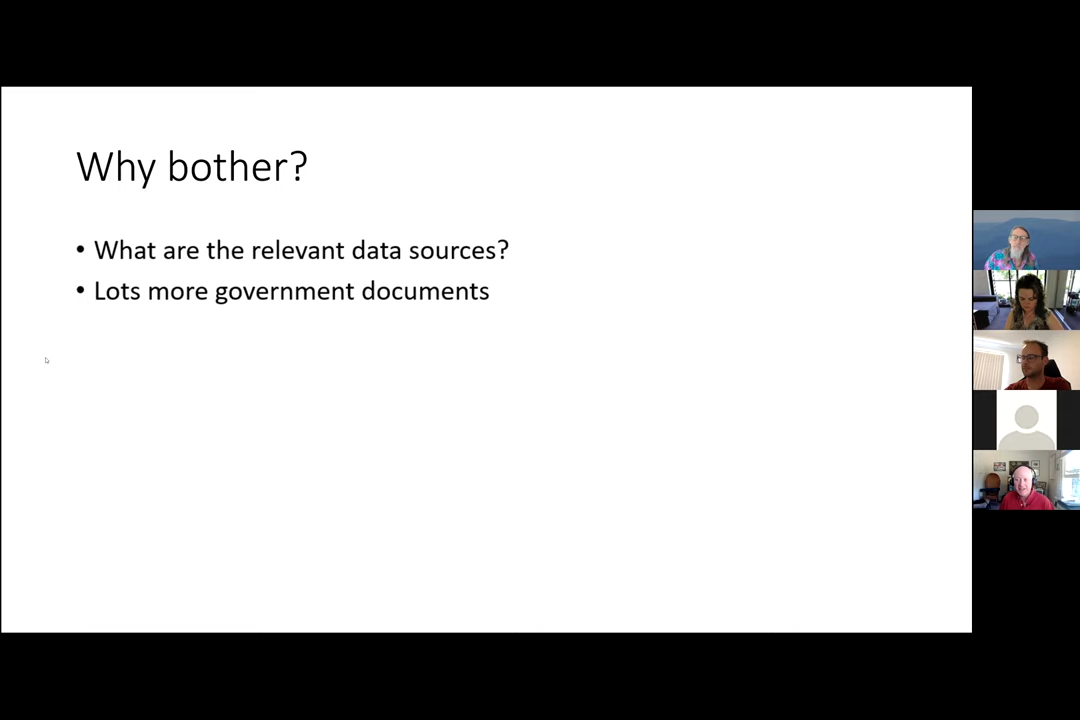 Why bother?
• What are the relevant data sources?
• Lots more government documents